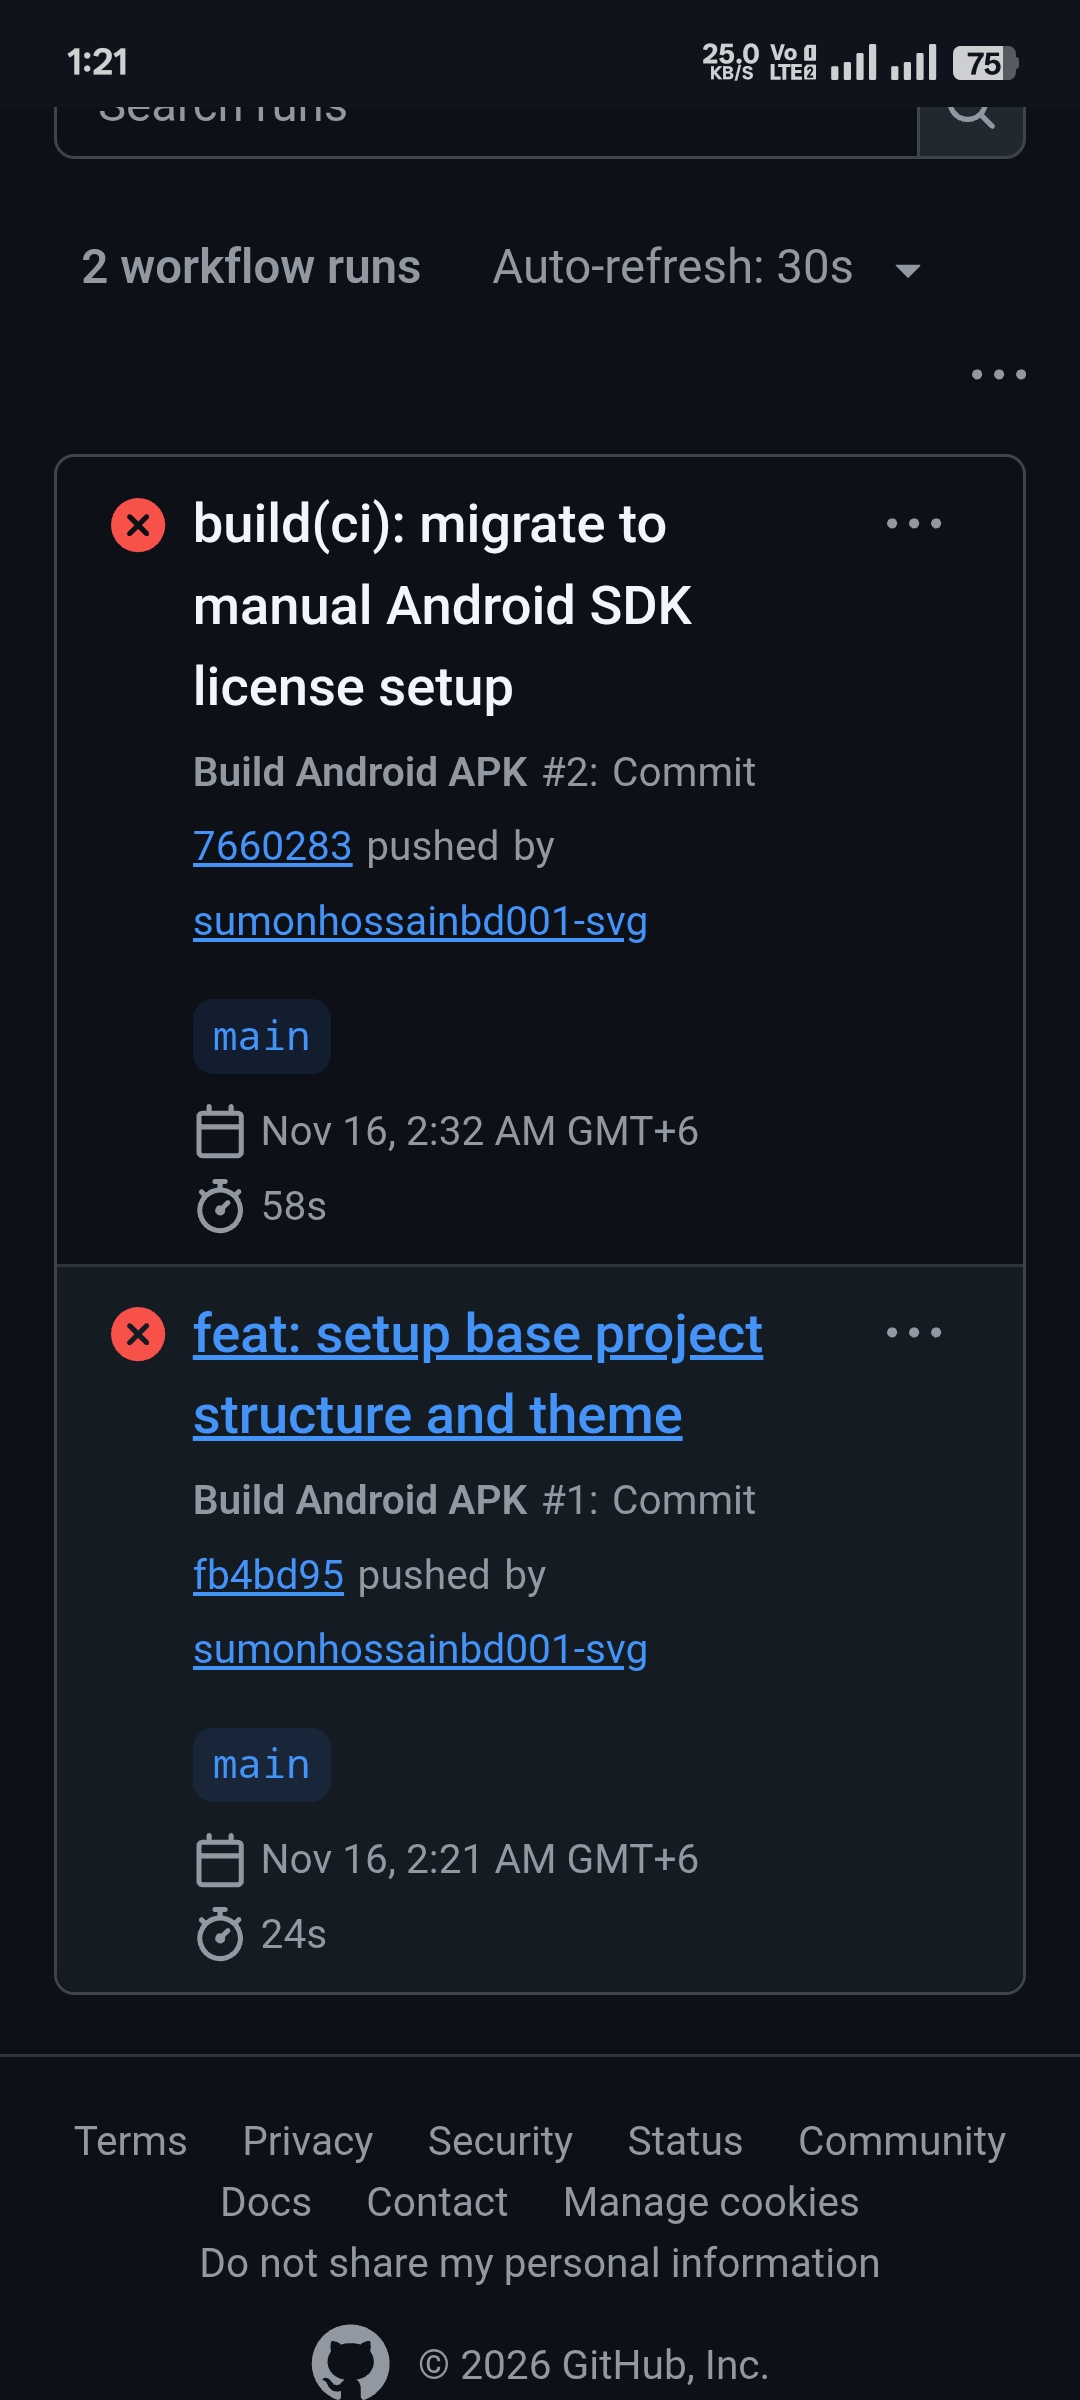 1:21
25.0 KB/S Vo LTE 75
Search runs
2 workflow runs Auto-refresh: 30s
build(ci): migrate to
manual Android SDK
license setup
Build Android APK #2: Commit
7660283 pushed by
sumonhossainbd001-svg
main
Nov 16, 2:32 AM GMT+6
58s
feat: setup base project
structure and theme
Build Android APK #1: Commit
fb4bd95 pushed by
sumonhossainbd001-svg
main
Nov 16, 2:21 AM GMT+6
24s
Terms Privacy Security Status Community
Docs Contact Manage cookies
Do not share my personal information
© 2026 GitHub, Inc.